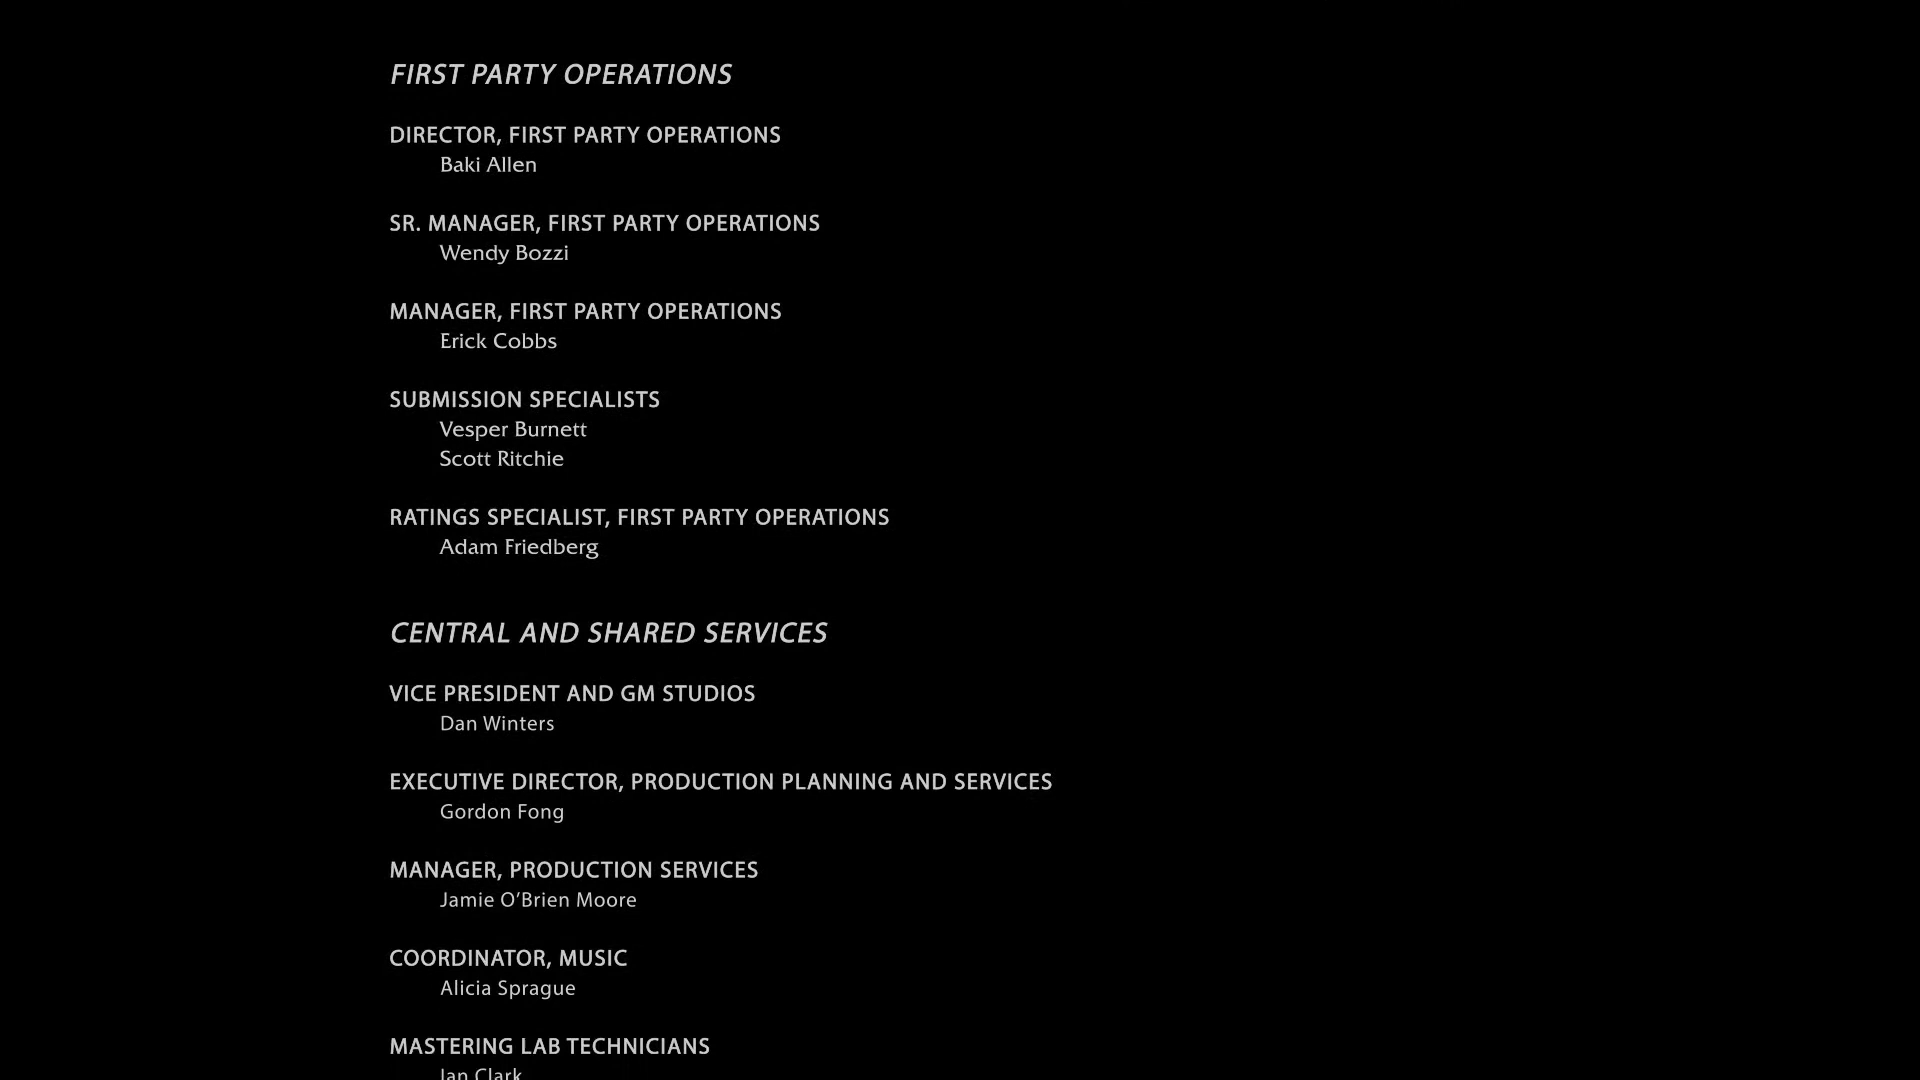 FIRST PARTY OPERATIONS
DIRECTOR, FIRST PARTY OPERATIONS
Baki Allen
SR. MANAGER, FIRST PARTY OPERATIONS
Wendy Bozzi
MANAGER, FIRST PARTY OPERATIONS
Erick Cobbs
SUBMISSION SPECIALISTS
Vesper Burnett
Scott Ritchie
RATINGS SPECIALIST, FIRST PARTY OPERATIONS
Adam Friedberg
CENTRAL AND SHARED SERVICES
VICE PRESIDENT AND GM STUDIOS
Dan Winters
EXECUTIVE DIRECTOR, PRODUCTION PLANNING AND SERVICES
Gordon Fong
MANAGER, PRODUCTION SERVICES
Jamie O’Brien Moore
COORDINATOR, MUSIC
Alicia Sprague
MASTERING LAB TECHNICIANS
Ian Clark